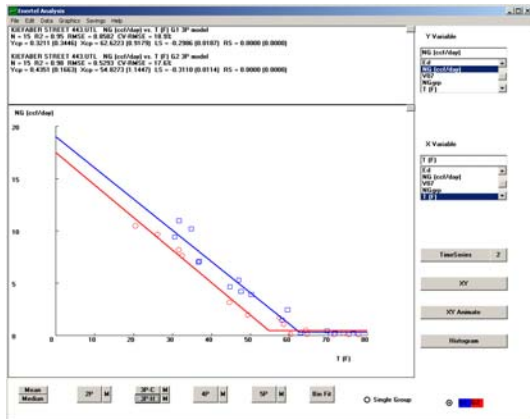 Energel Analysis
File Edit Data Graphics Savings Help
KIEFABER STREET 443.UTL NG (ccf/day) vs. T (F) G1 3P model
N = 15 R2 = 0.95 RMSE = 0.8582 CV-RMSE = 18.9%
Ycp = 0.3211 (0.3446) Xcp = 62.6223 (0.9179) LS = -0.2986 (0.0187) RS = 0.0000 (0.0000)
KIEFABER STREET 443.UTL NG (ccf/day) vs. T (F) G2 3P model
N = 15 R2 = 0.98 RMSE = 0.5293 CV-RMSE = 17.6%
Ycp = 0.4351 (0.1663) Xcp = 54.8273 (1.1447) LS = -0.3110 (0.0114) RS = 0.0000 (0.0000)
NG (ccf/day)
20
15
10
5
0
0 10 20 30 40 50 60 70 80
T (F)
Y Variable
NG (ccf/day)
Ed
NG (ccf/day)
V07
NGggp
T (F)
X Variable
T (F)
Ed
NG (ccf/day)
V07
NGggp
T (F)
TimeSeries 2
XY
XY Animate
Histogram
Mean
Median
2P M
3P-C M
3P-H M
4P M
5P M
Bin Fit
Single Group